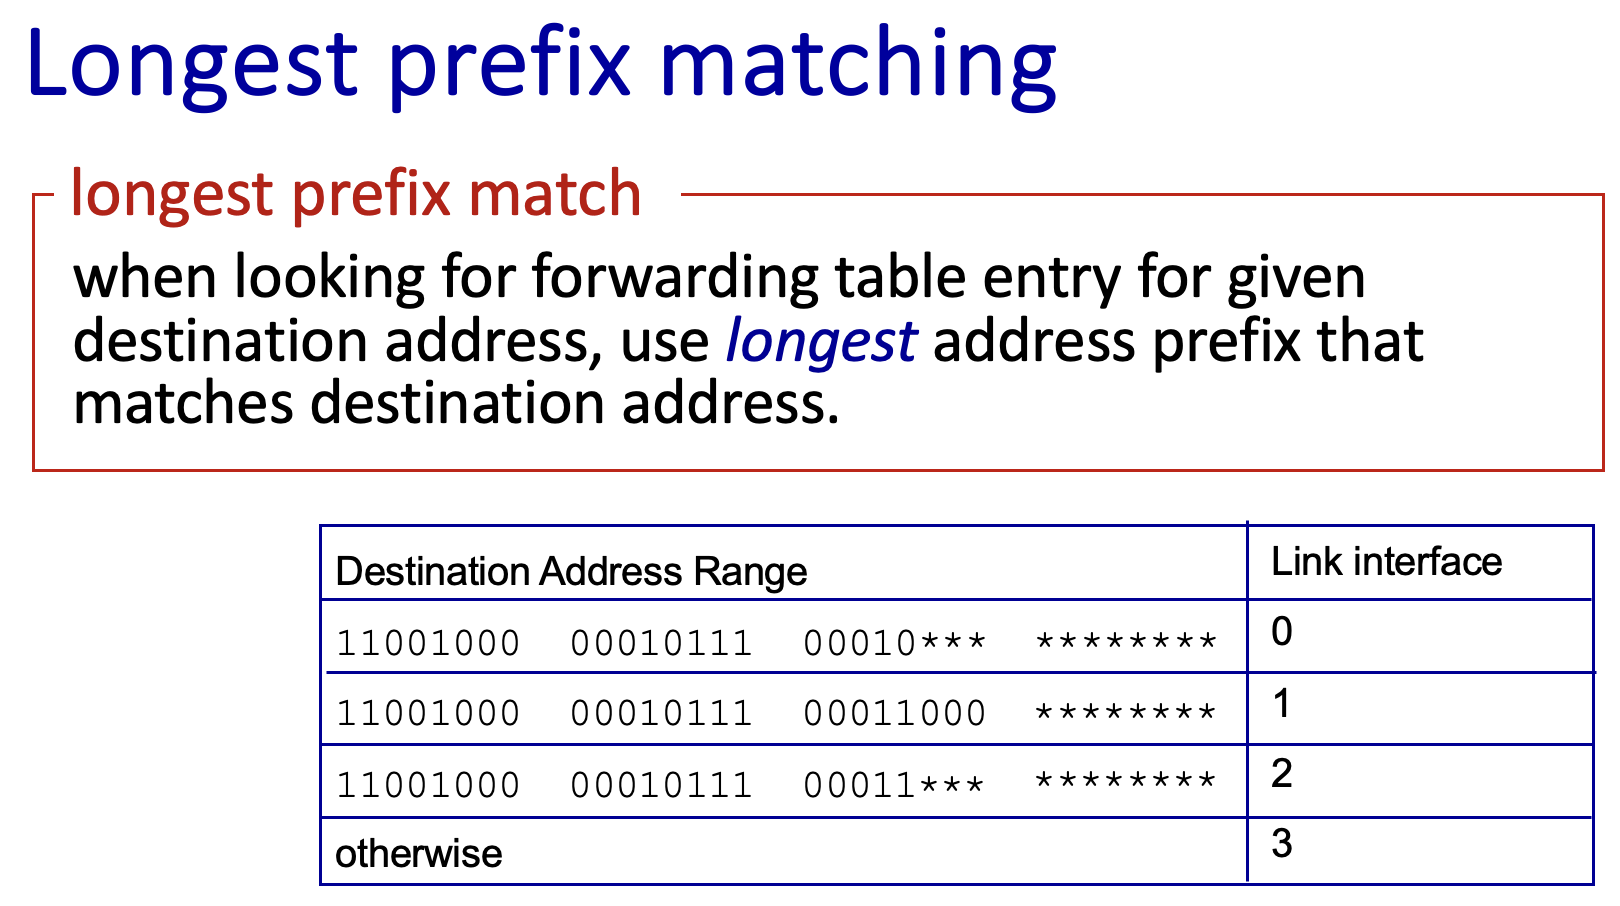 Longest prefix matching
longest prefix match
when looking for forwarding table entry for given
destination address, use longest address prefix that
matches destination address.
Destination Address Range Link interface
11001000 00010111 00010*** ******** 0
11001000 00010111 00011000 ******** 1
11001000 00010111 00011*** ******** 2
otherwise 3